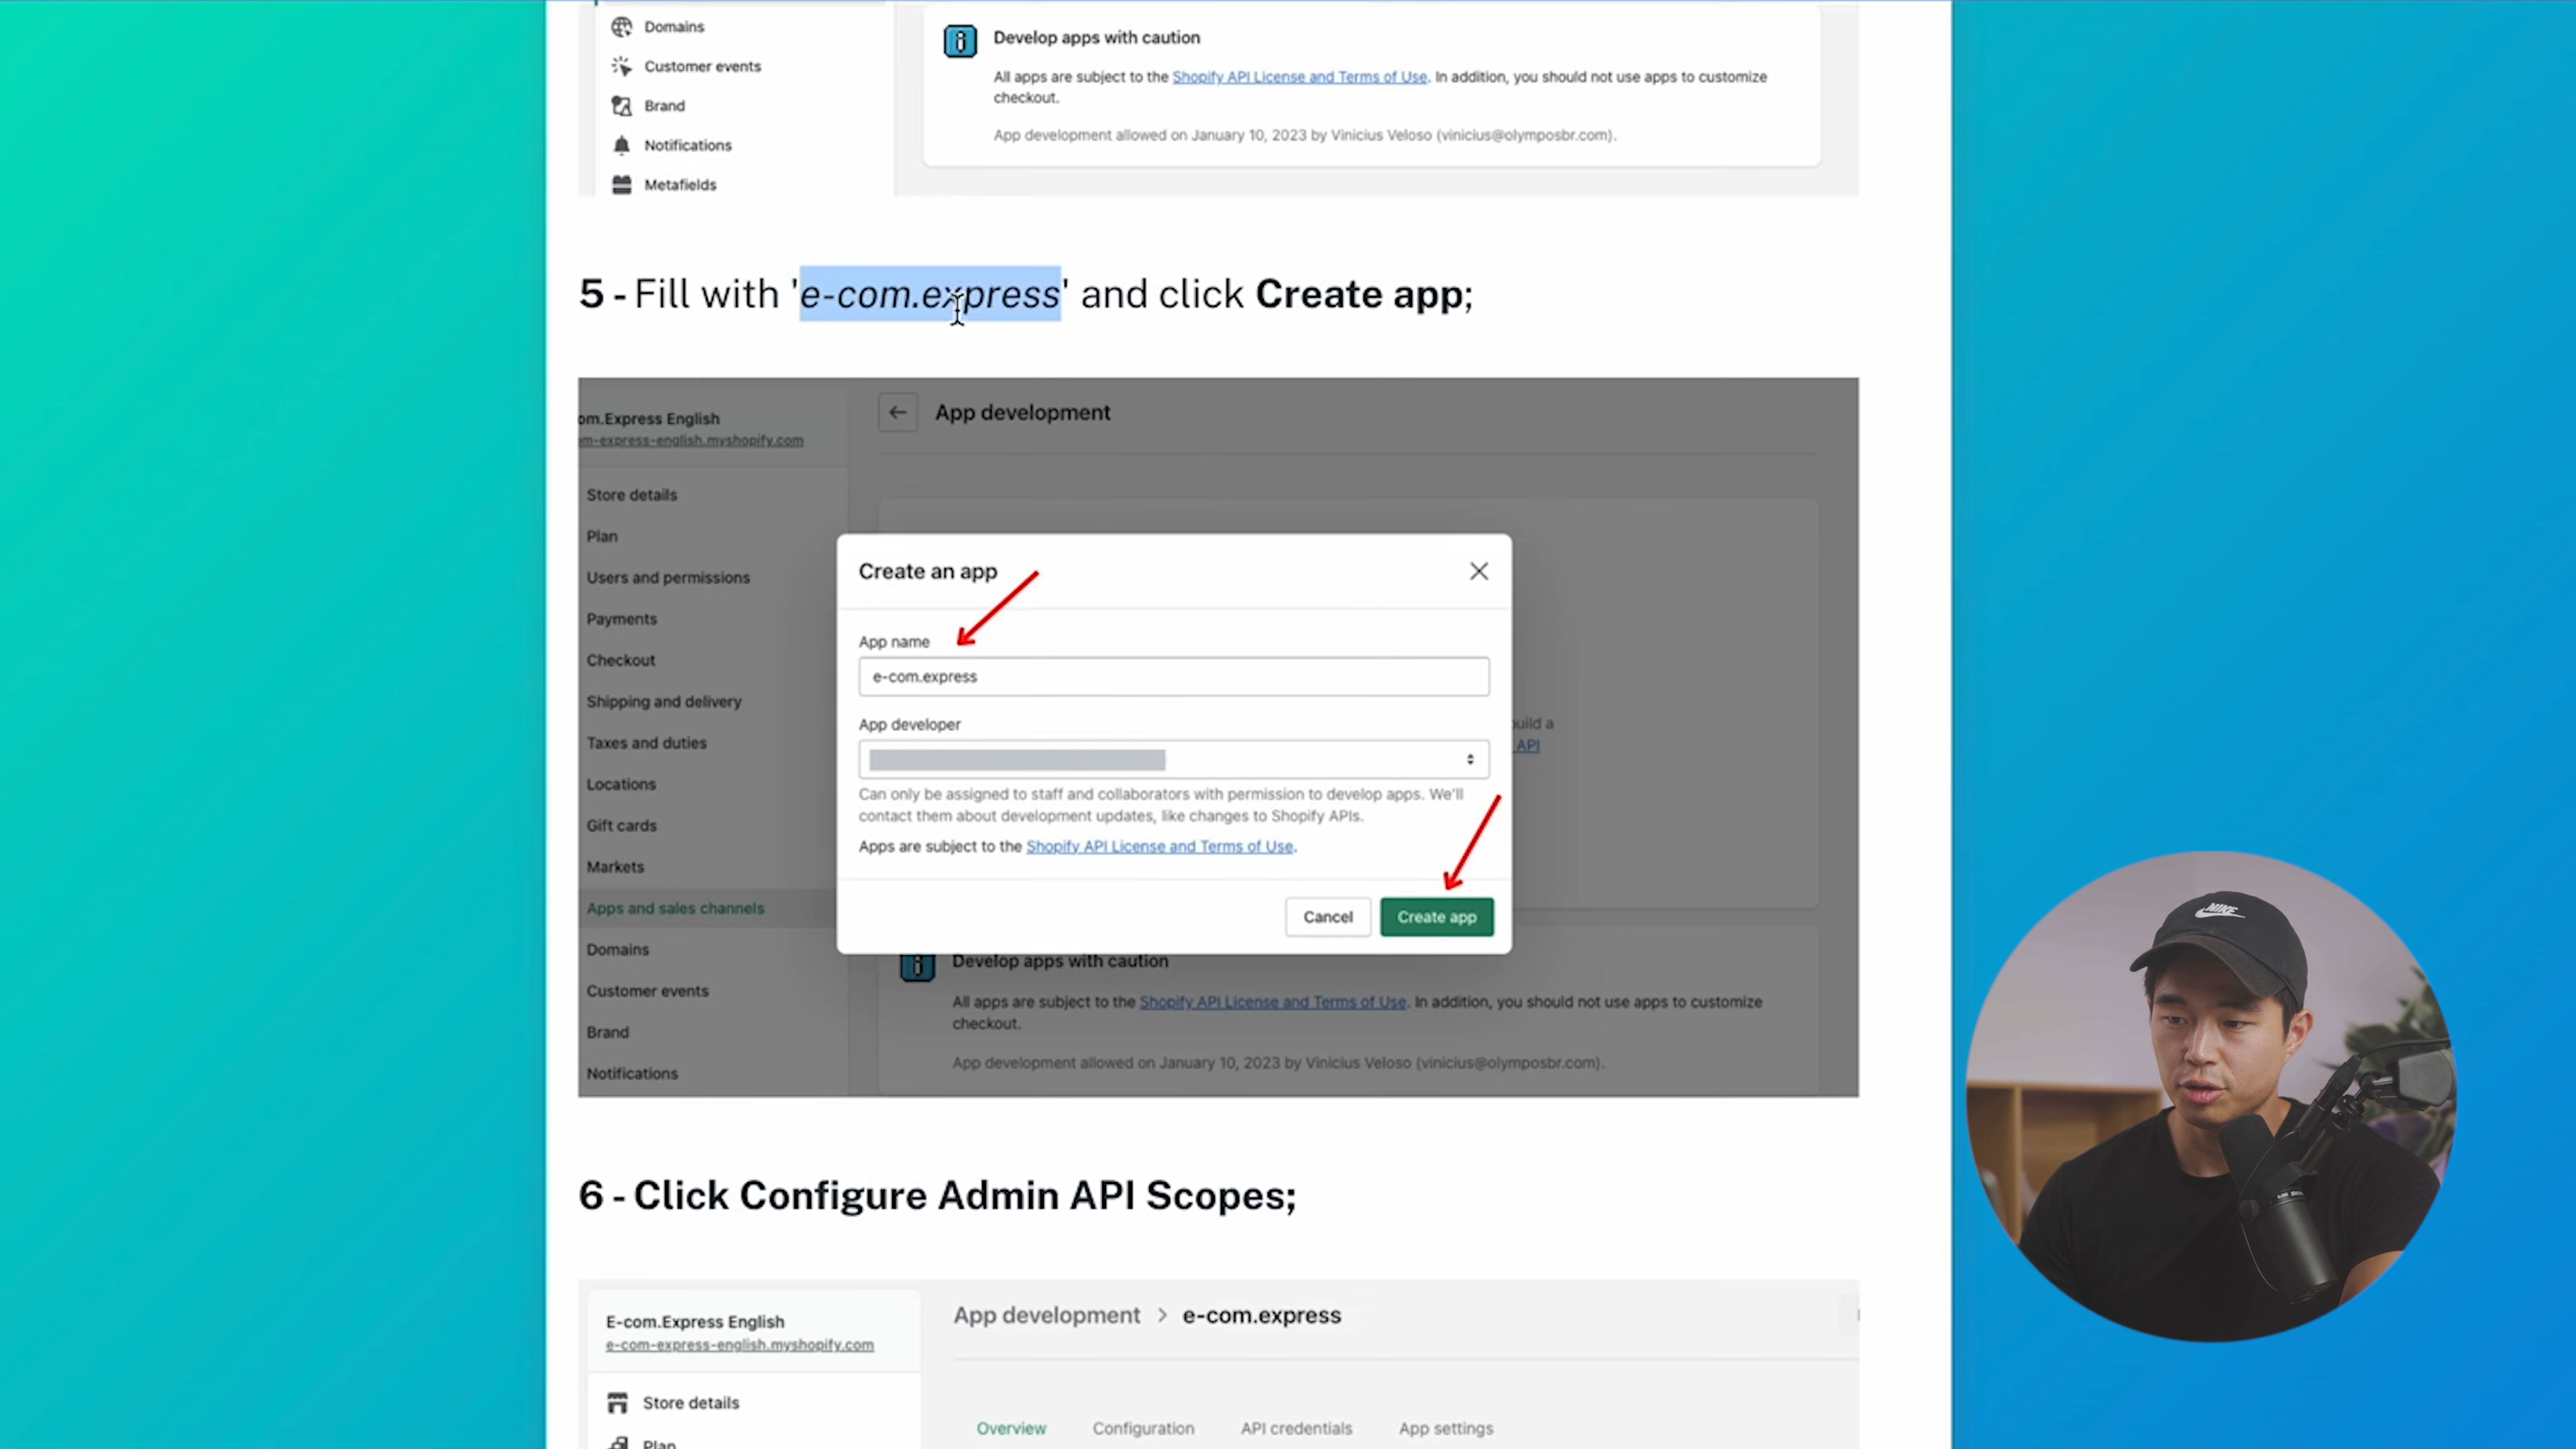 Domains
Customer events
Brand
Notifications
Metafields
Develop apps with caution
All apps are subject to the Shopify API License and Terms of Use. In addition, you should not use apps to customize
checkout.
App development allowed on January 10, 2023 by Vinicius Veloso (vinicius@olymposbr.com).
5 - Fill with 'e-com.express' and click Create app;
om.Express English
m-express-english.myshopify.com
Store details
Plan
Users and permissions
Payments
Checkout
Shipping and delivery
Taxes and duties
Locations
Gift cards
Markets
Apps and sales channels
Domains
Customer events
Brand
Notifications
App development
Create an app
App name
e-com.express
App developer
Can only be assigned to staff and collaborators with permission to develop apps. We'll
contact them about development updates, like changes to Shopify APIs.
Apps are subject to the Shopify API License and Terms of Use.
Cancel
Create app
build a
API
Develop apps with caution
All apps are subject to the Shopify API License and Terms of Use. In addition, you should not use apps to customize
checkout.
App development allowed on January 10, 2023 by Vinicius Veloso (vinicius@olymposbr.com).
6 - Click Configure Admin API Scopes;
E-com.Express English
e-com-express-english.myshopify.com
Store details
Plan
App development > e-com.express
Overview
Configuration
API credentials
App settings
NIKE